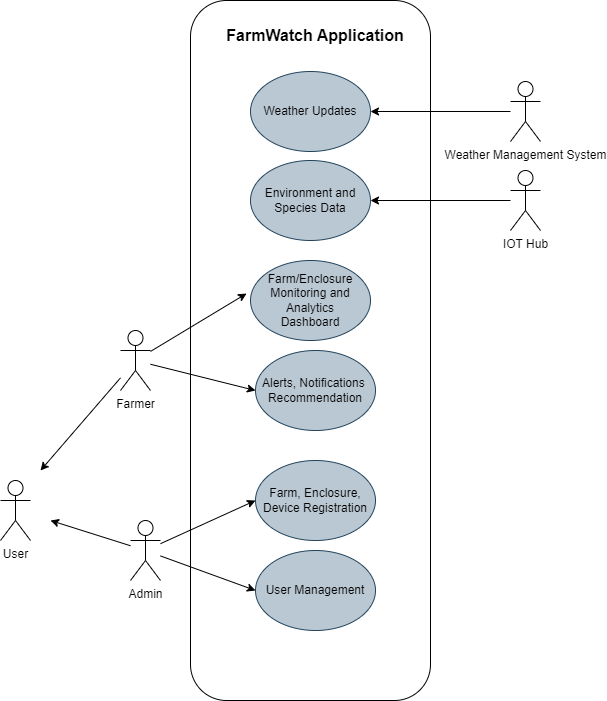 FarmWatch Application
Weather Updates
Weather Management System
Environment and
Species Data
IOT Hub
Farm/Enclosure
Monitoring and
Analytics
Dashboard
Farmer
Alerts, Notifications
Recommendation
Farm, Enclosure,
Device Registration
User
Admin
User Management